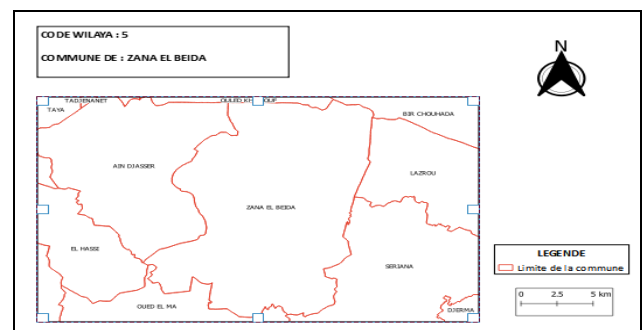 CODE WILAYA : 5
COMMUNE DE : ZANA EL BEIDA
N
TADJENANET
TAYA
BIR CHOUHADA
AIN DJASSER
LAZROU
ZANA EL BEIDA
EL HASSI
SERIANA
OUED EL MA
DJERMA
LEGENDE
Limite de la commune
0 2.5 5 km